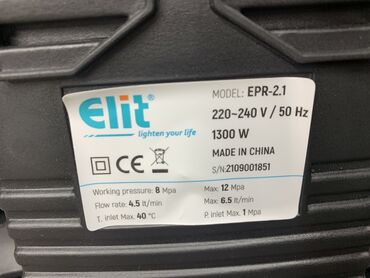 Elit®
lighten your life
MODEL: EPR-2.1
220~240 V / 50 Hz
1300 W
MADE IN CHINA
S/N:2109001851
CE
Working pressure: 8 Mpa
Max: 12 Mpa
Flow rate: 4.5 lt/min
Max: 6.5 lt/min
T. inlet Max. 40 °C
P. inlet Max. 1 Mpa